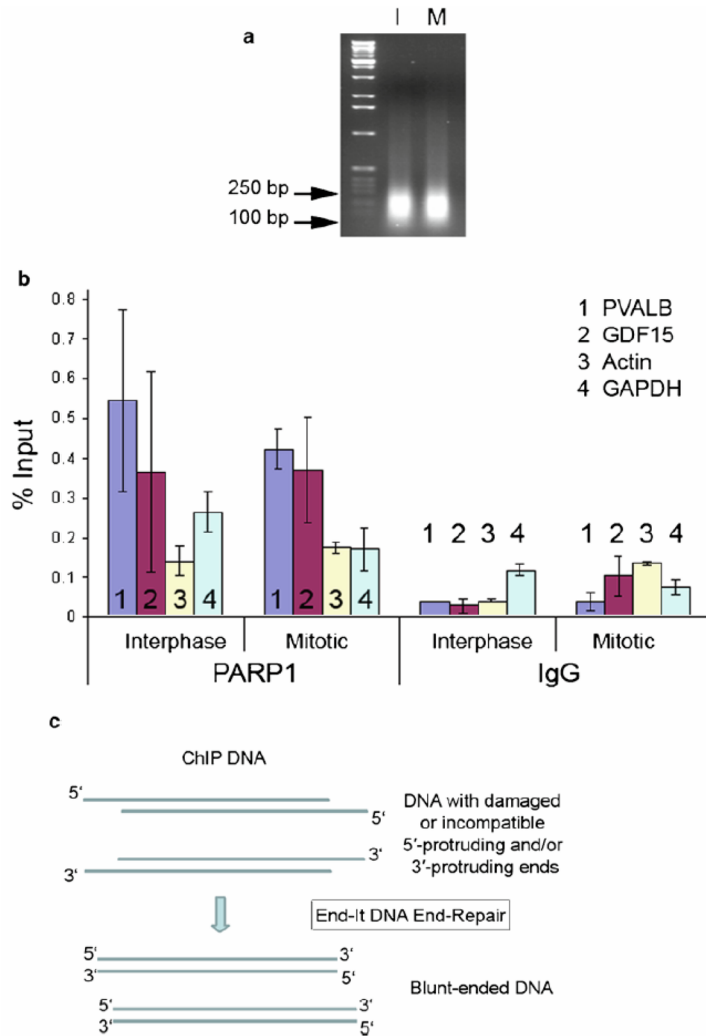 a
I M
250 bp
100 bp
b
% Input
0.8
0.7
0.6
0.5
0.4
0.3
0.2
0.1
0
1 PVALB
2 GDF15
3 Actin
4 GAPDH
1 2 3 4
1 2 3 4
1 2 3 4
1 2 3 4
Interphase Mitotic Interphase Mitotic
PARP1 IgG
c
ChIP DNA
5‘
5‘
DNA with damaged
or incompatible
5′-protruding and/or
3′-protruding ends
3‘
3‘
End-It DNA End-Repair
5‘ 3‘
3‘ 5‘
Blunt-ended DNA
5‘ 3‘
3‘ 5‘